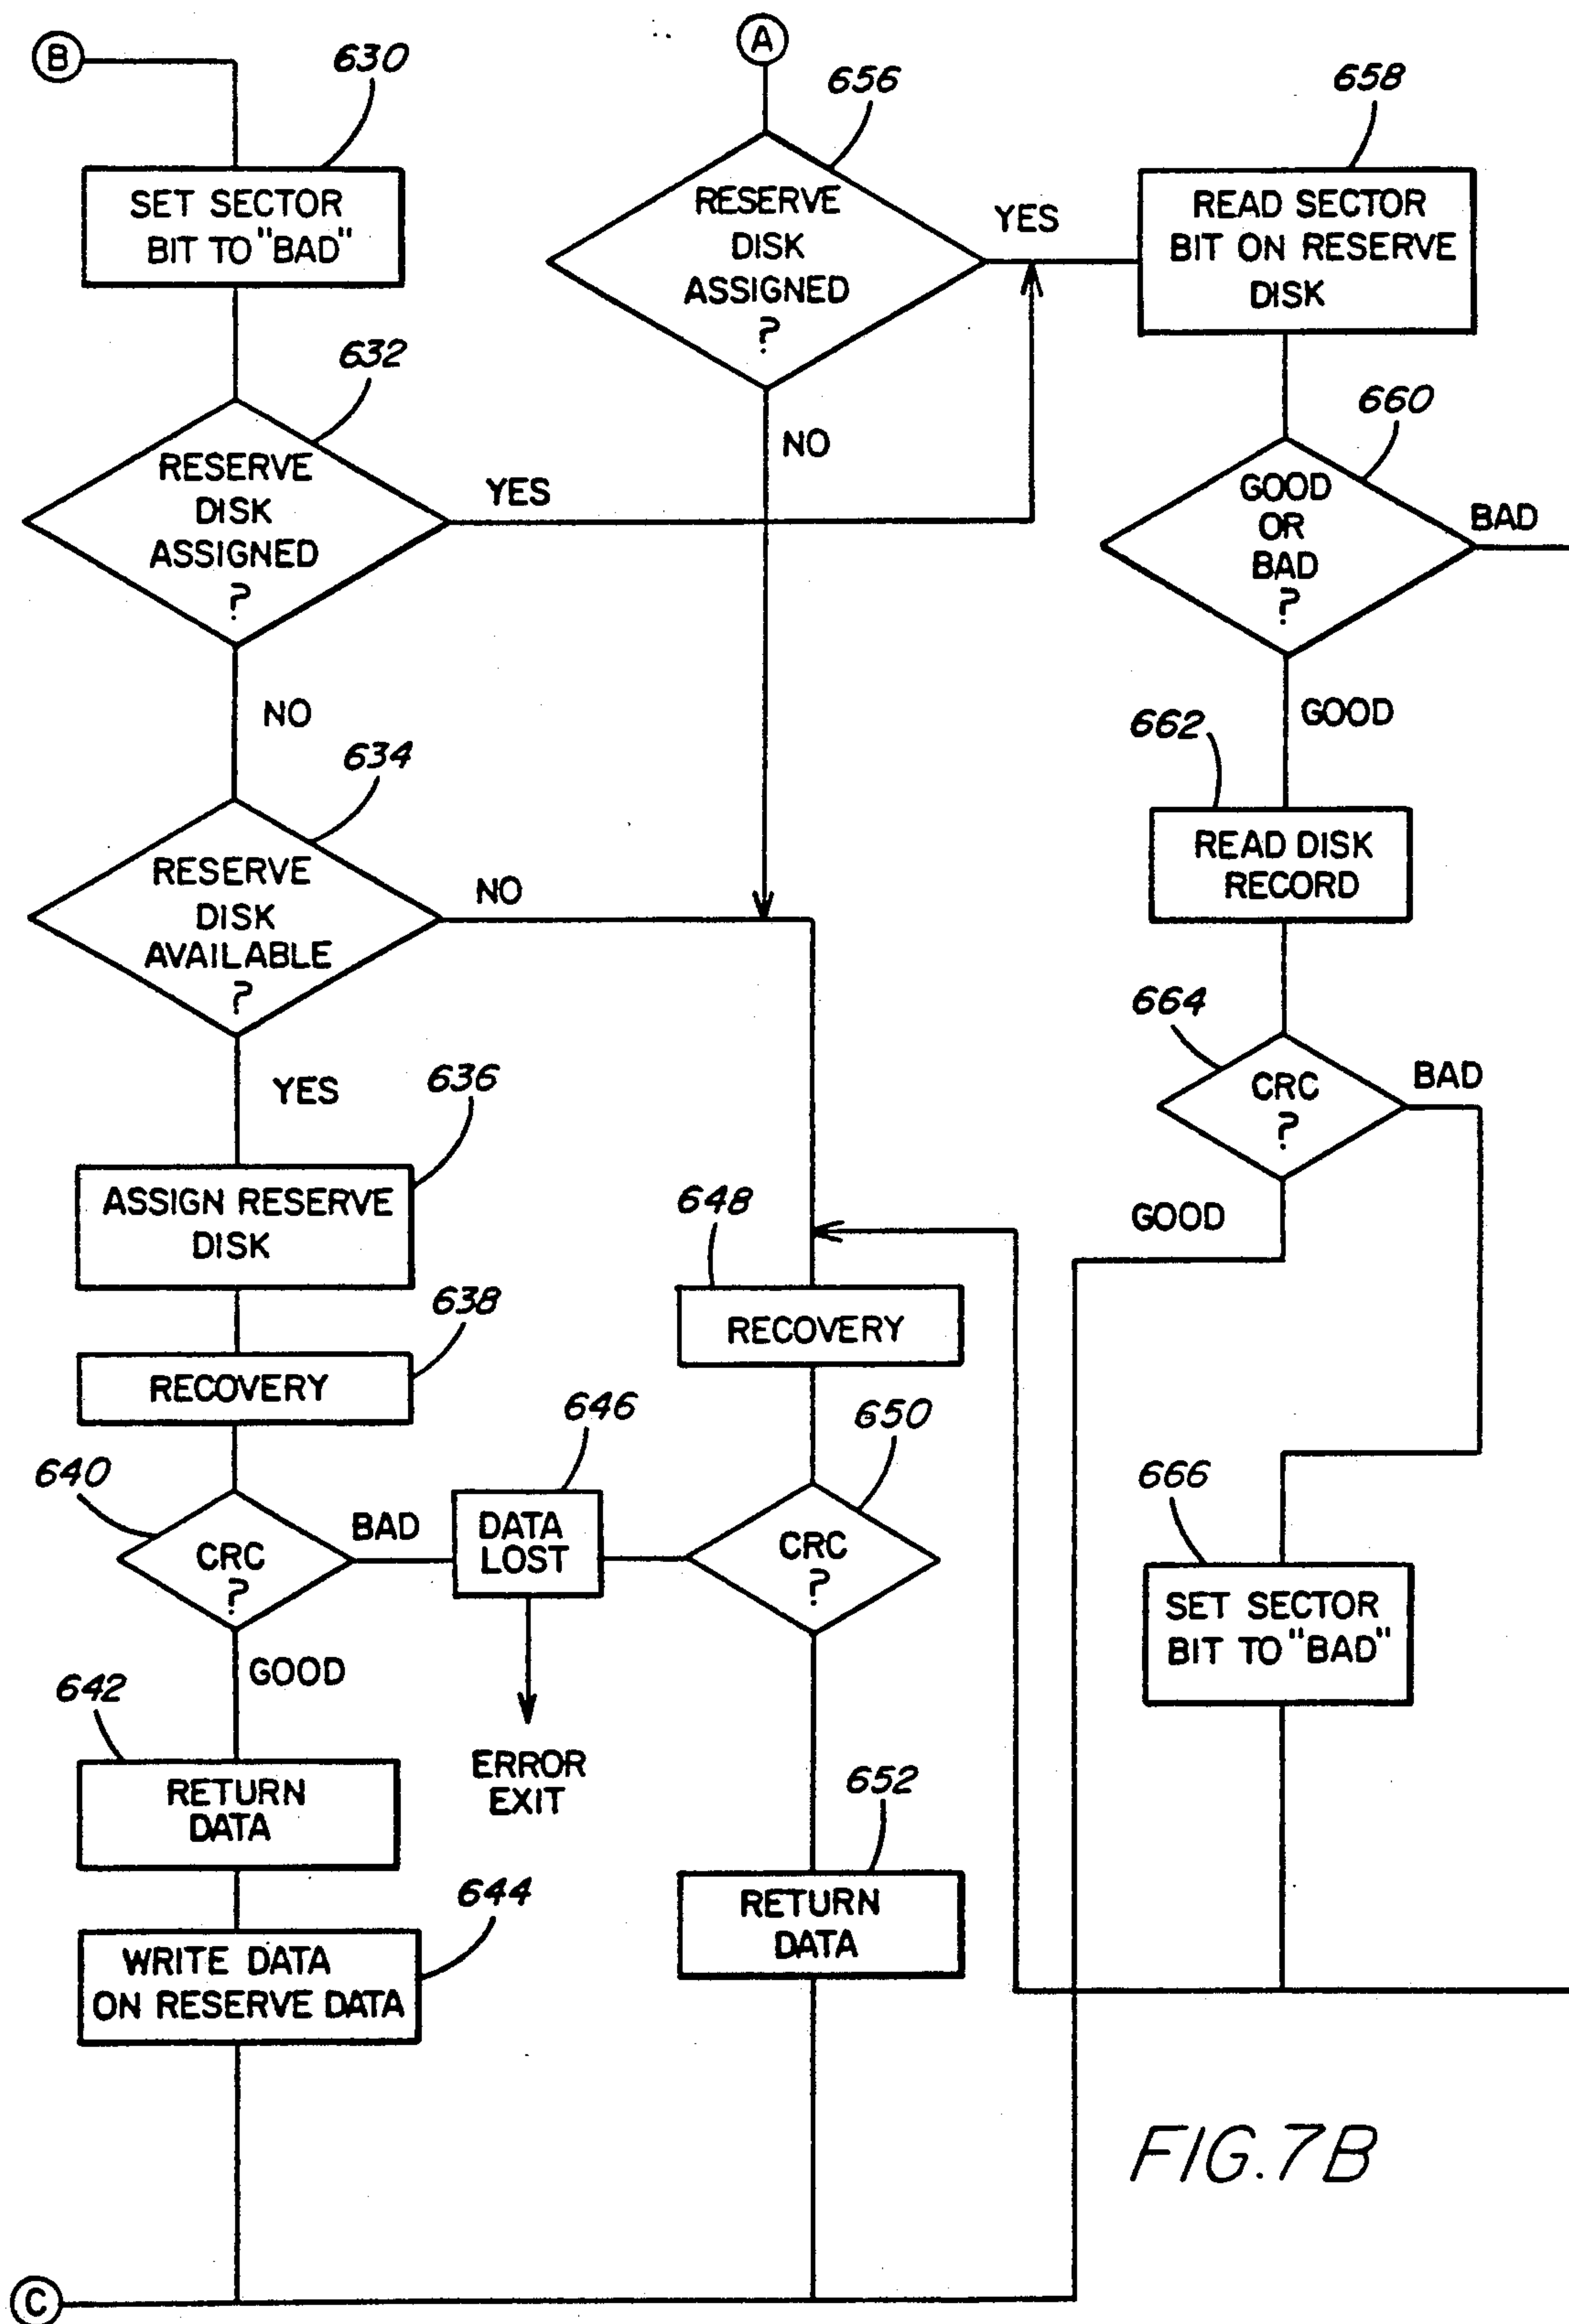 B
630
SET SECTOR
BIT TO "BAD"
632
RESERVE
DISK
ASSIGNED
?
YES
NO
634
RESERVE
DISK
AVAILABLE
?
NO
YES
636
ASSIGN RESERVE
DISK
638
RECOVERY
640
CRC
?
BAD
GOOD
642
RETURN
DATA
644
WRITE DATA
ON RESERVE DATA
646
DATA
LOST
ERROR
EXIT
A
656
RESERVE
DISK
ASSIGNED
?
YES
NO
648
RECOVERY
650
CRC
?
652
RETURN
DATA
658
READ SECTOR
BIT ON RESERVE
DISK
660
GOOD
OR
BAD
?
BAD
GOOD
662
READ DISK
RECORD
664
CRC
?
BAD
GOOD
666
SET SECTOR
BIT TO "BAD"
FIG. 7B
C